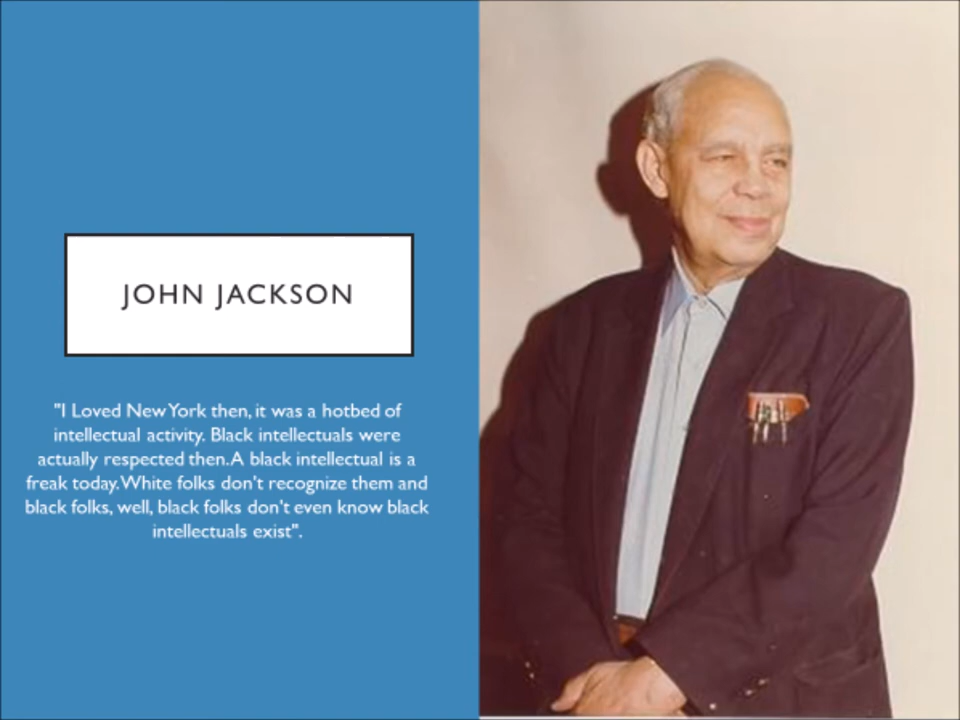 JOHN JACKSON
"I Loved New York then, it was a hotbed of
intellectual activity. Black intellectuals were
actually respected then. A black intellectual is a
freak today. White folks don't recognize them and
black folks, well, black folks don't even know black
intellectuals exist".